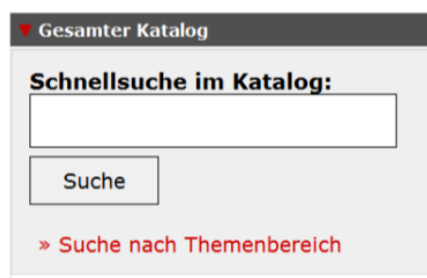 Gesamter Katalog
Schnellsuche im Katalog:
Suche
» Suche nach Themenbereich